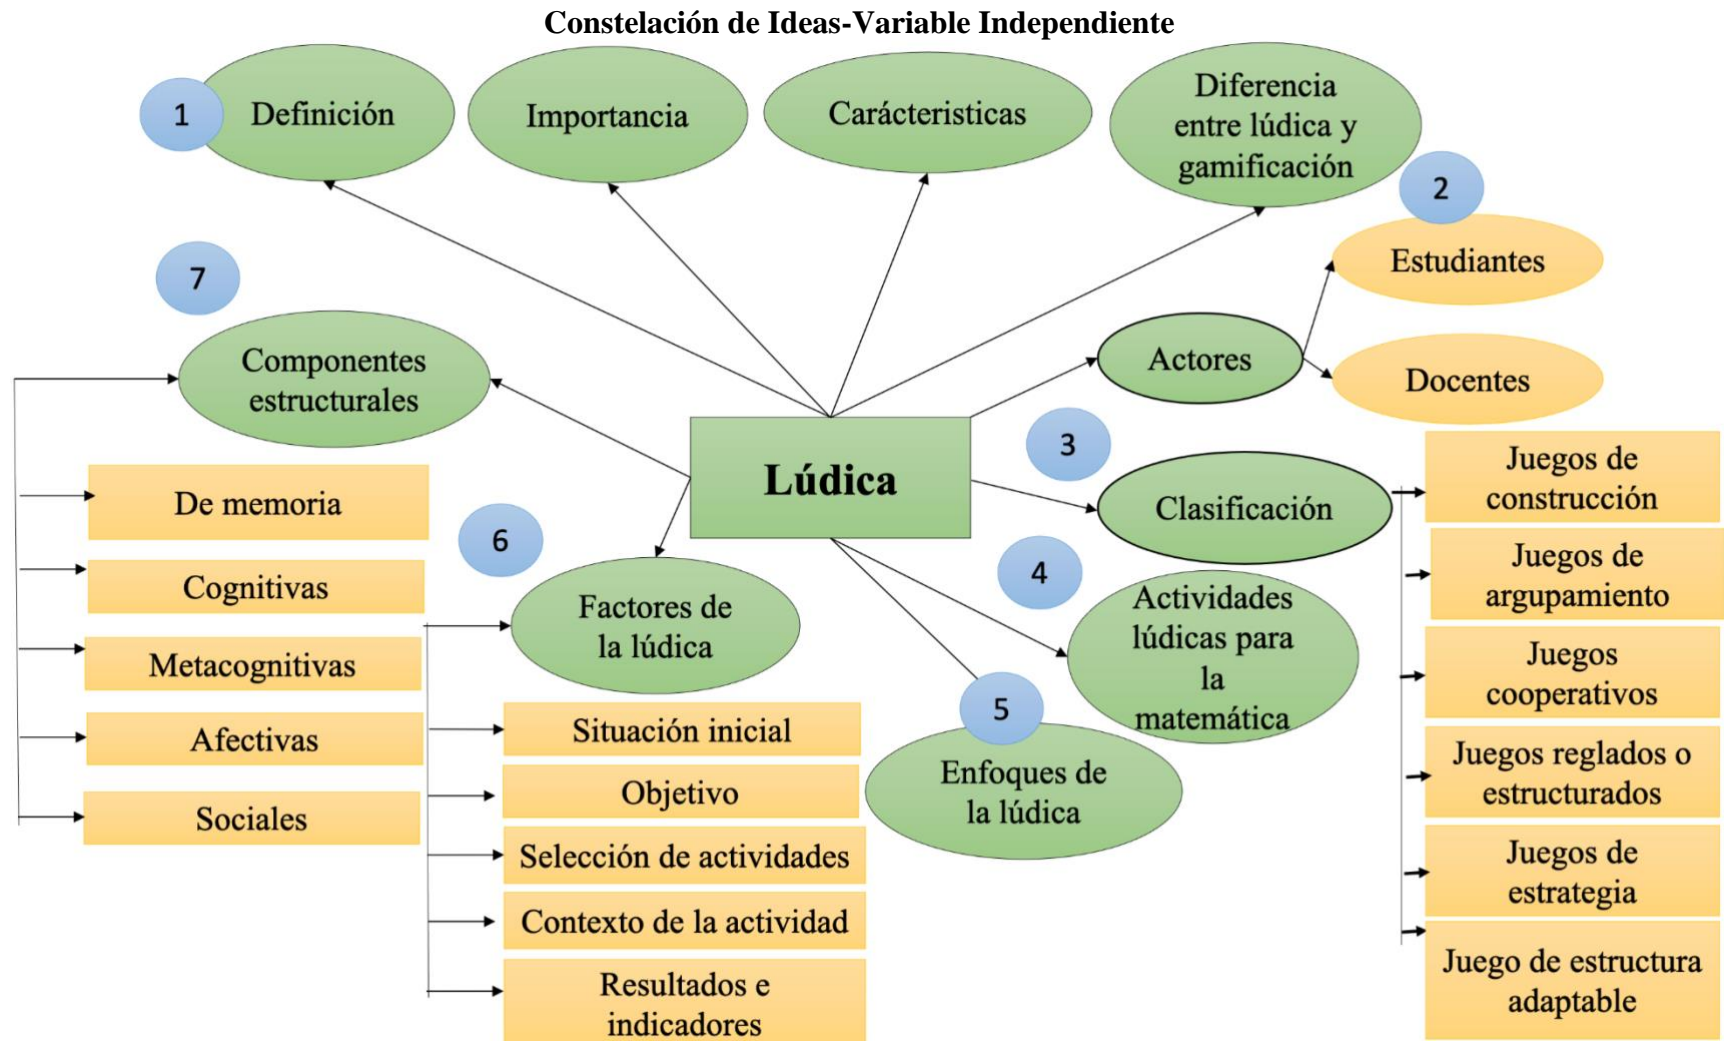 Constelación de Ideas-Variable Independiente
1
Definición
Importancia
Carácteristicas
Diferencia
entre lúdica y
gamificación
2
Estudiantes
Actores
Docentes
7
Componentes
estructurales
Lúdica
3
Clasificación
Juegos de
construcción
Juegos de
argupamiento
Juegos
cooperativos
Juegos reglados o
estructurados
Juegos de
estrategia
Juego de estructura
adaptable
4
Actividades
lúdicas para
la
matemática
5
Enfoques de
la lúdica
6
Factores de
la lúdica
Situación inicial
Objetivo
Selección de actividades
Contexto de la actividad
Resultados e
indicadores
De memoria
Cognitivas
Metacognitivas
Afectivas
Sociales